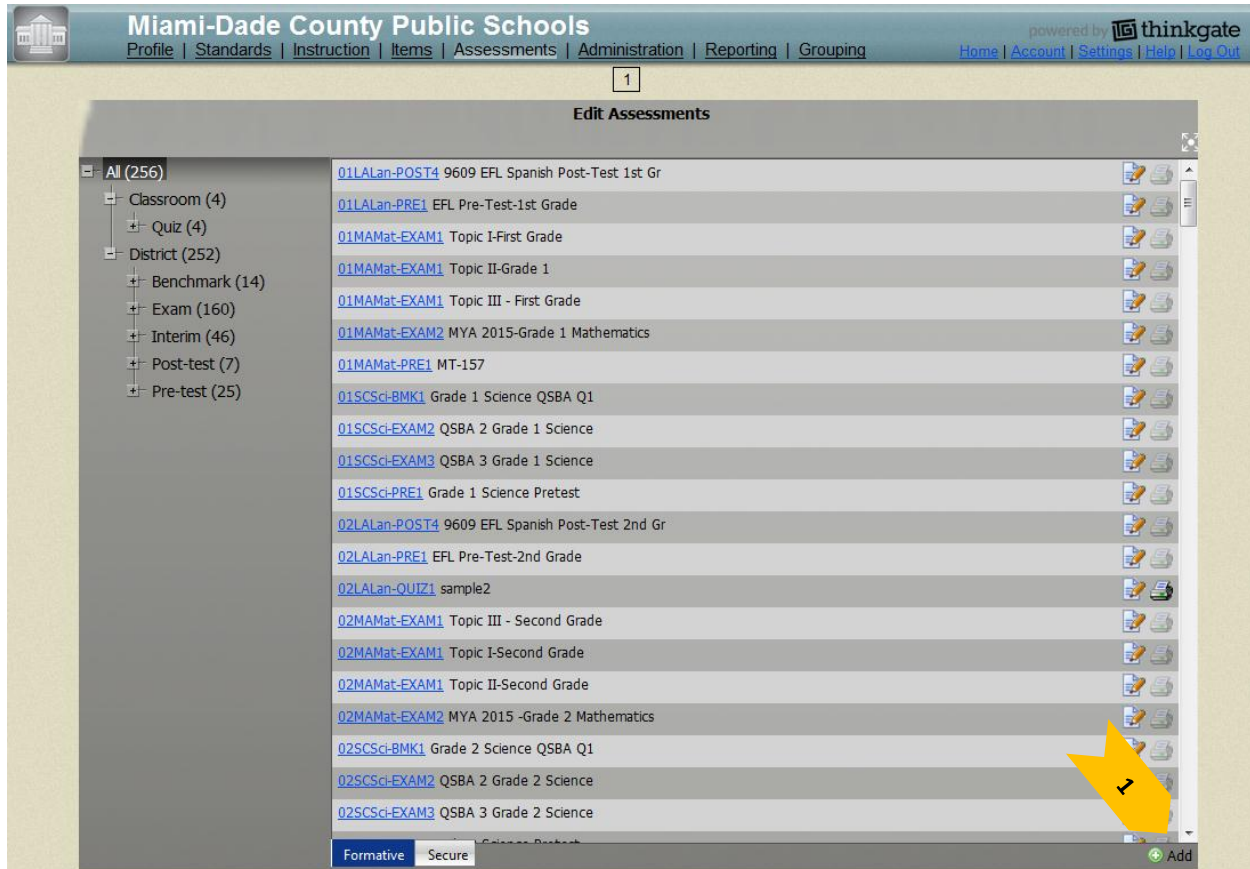 Miami-Dade County Public Schools
powered by TG thinkgate
Profile | Standards | Instruction | Items | Assessments | Administration | Reporting | Grouping
Home | Account | Settings | Help | Log Out
1
Edit Assessments
All (256)
Classroom (4)
Quiz (4)
District (252)
Benchmark (14)
Exam (160)
Interim (46)
Post-test (7)
Pre-test (25)
01LALan-POST4 9609 EFL Spanish Post-Test 1st Gr
01LALan-PRE1 EFL Pre-Test-1st Grade
01MAMat-EXAM1 Topic I-First Grade
01MAMat-EXAM1 Topic II-Grade 1
01MAMat-EXAM1 Topic III - First Grade
01MAMat-EXAM2 MYA 2015-Grade 1 Mathematics
01MAMat-PRE1 MT-157
01SCSci-BMK1 Grade 1 Science QSBA Q1
01SCSci-EXAM2 QSBA 2 Grade 1 Science
01SCSci-EXAM3 QSBA 3 Grade 1 Science
01SCSci-PRE1 Grade 1 Science Pretest
02LALan-POST4 9609 EFL Spanish Post-Test 2nd Gr
02LALan-PRE1 EFL Pre-Test-2nd Grade
02LALan-QUIZ1 sample2
02MAMat-EXAM1 Topic III - Second Grade
02MAMat-EXAM1 Topic I-Second Grade
02MAMat-EXAM1 Topic II-Second Grade
02MAMat-EXAM2 MYA 2015 -Grade 2 Mathematics
02SCSci-BMK1 Grade 2 Science QSBA Q1
02SCSci-EXAM2 QSBA 2 Grade 2 Science
02SCSci-EXAM3 QSBA 3 Grade 2 Science
Science Pretest
1
Formative Secure
Add